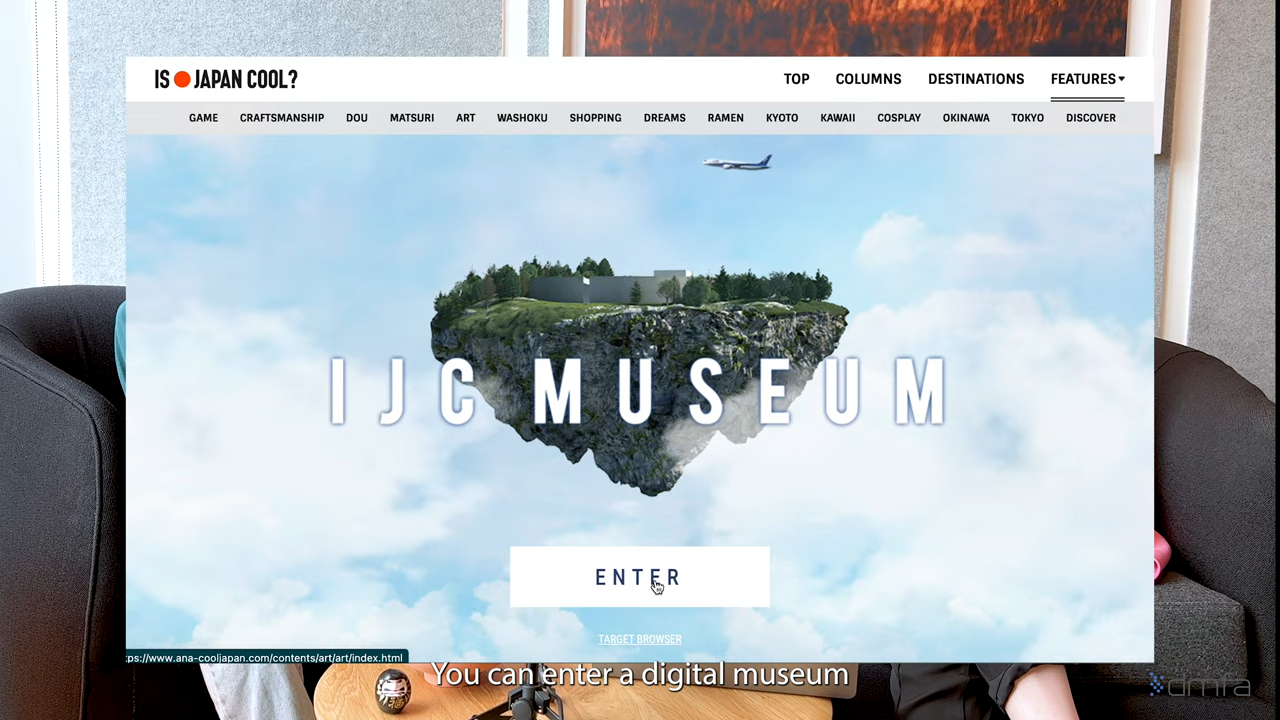 IS JAPAN COOL?
TOP COLUMNS DESTINATIONS FEATURES
GAME CRAFTSMANSHIP DOU MATSURI ART WASHOKU SHOPPING DREAMS RAMEN KYOTO KAWAII COSPLAY OKINAWA TOKYO DISCOVER
IJC MUSEUM
ENTER
TARGET BROWSER
ps://www.ana-cooljapan.com/contents/art/art/index.html
You can enter a digital museum
dmfa